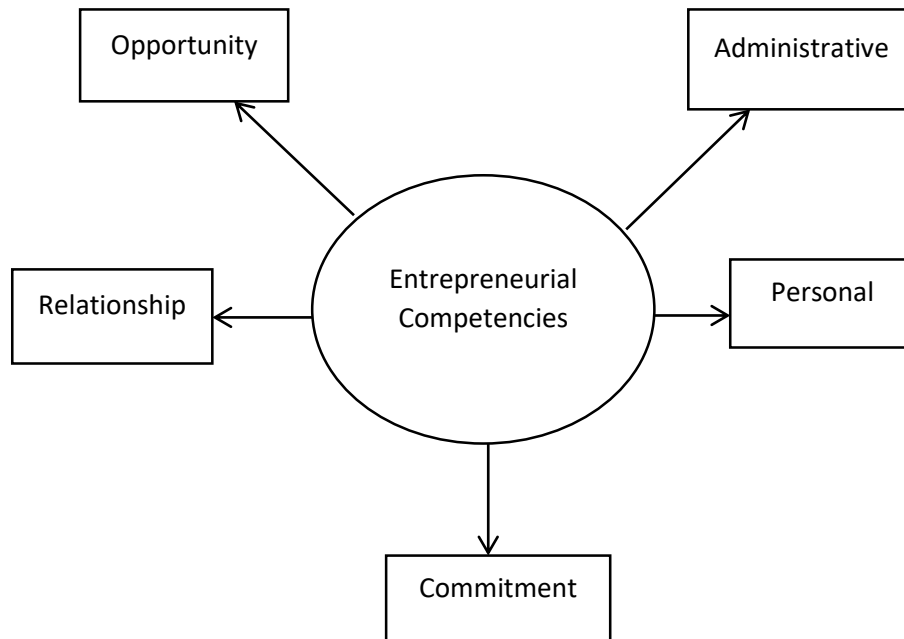 Opportunity
Administrative
Entrepreneurial
Competencies
Relationship
Personal
Commitment